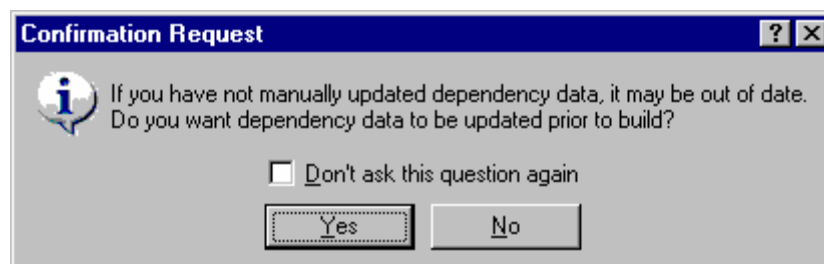 Confirmation Request
If you have not manually updated dependency data, it may be out of date.
Do you want dependency data to be updated prior to build?
Don't ask this question again
Yes No